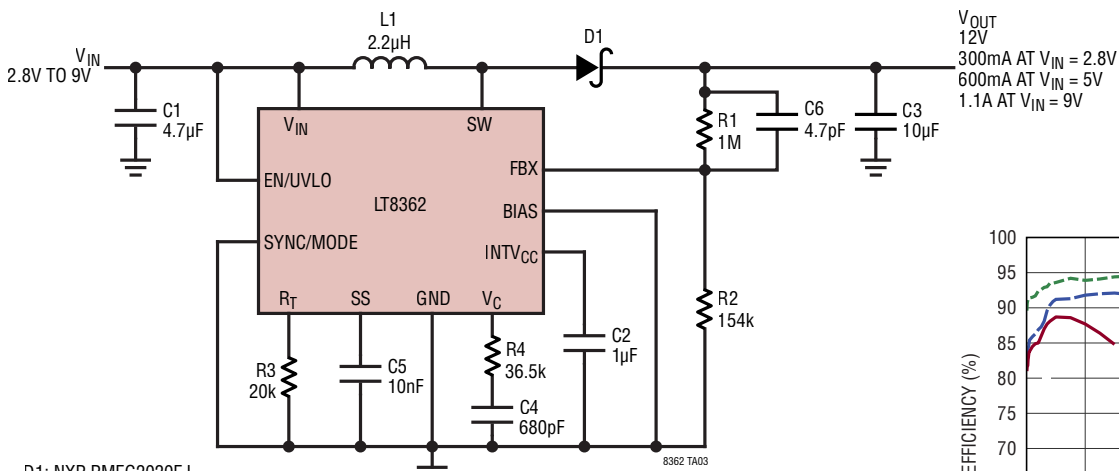 L1
2.2µH
D1
VIN
2.8V TO 9V
VOUT
12V
300mA AT VIN = 2.8V
600mA AT VIN = 5V
1.1A AT VIN = 9V
C1
4.7µF
VIN
SW
R1
1M
C6
4.7pF
C3
10µF
EN/UVLO
FBX
LT8362
BIAS
SYNC/MODE
INTVCC
RT
SS
GND
VC
R2
154k
R3
20k
C5
10nF
R4
36.5k
C4
680pF
C2
1µF
8362 TA03
100
95
90
85
80
75
70
EFFICIENCY (%)
D1: NXP